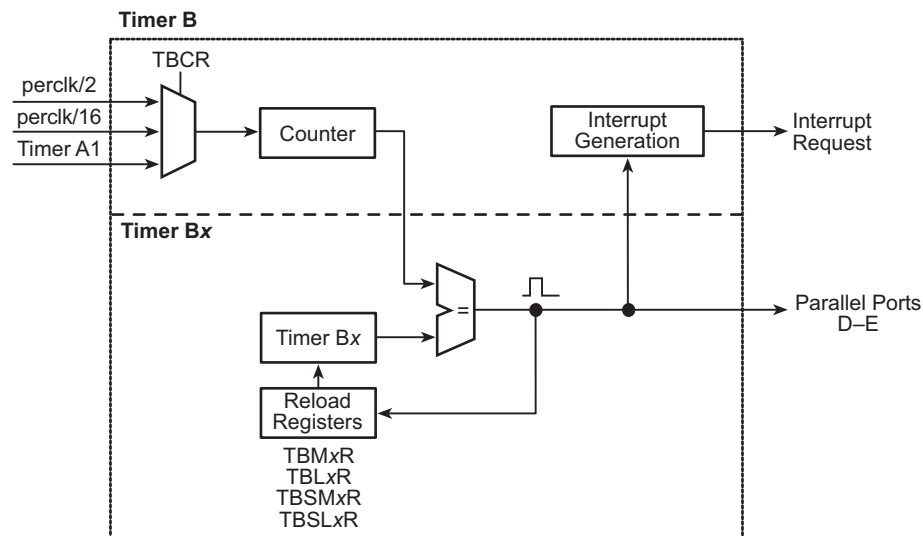 Timer B
TBCR
perclk/2
perclk/16
Timer A1
Counter
Interrupt
Generation
Interrupt
Request
Timer Bx
=
Parallel Ports
D–E
Timer Bx
Reload
Registers
TBMxR
TBLxR
TBSMxR
TBSLxR